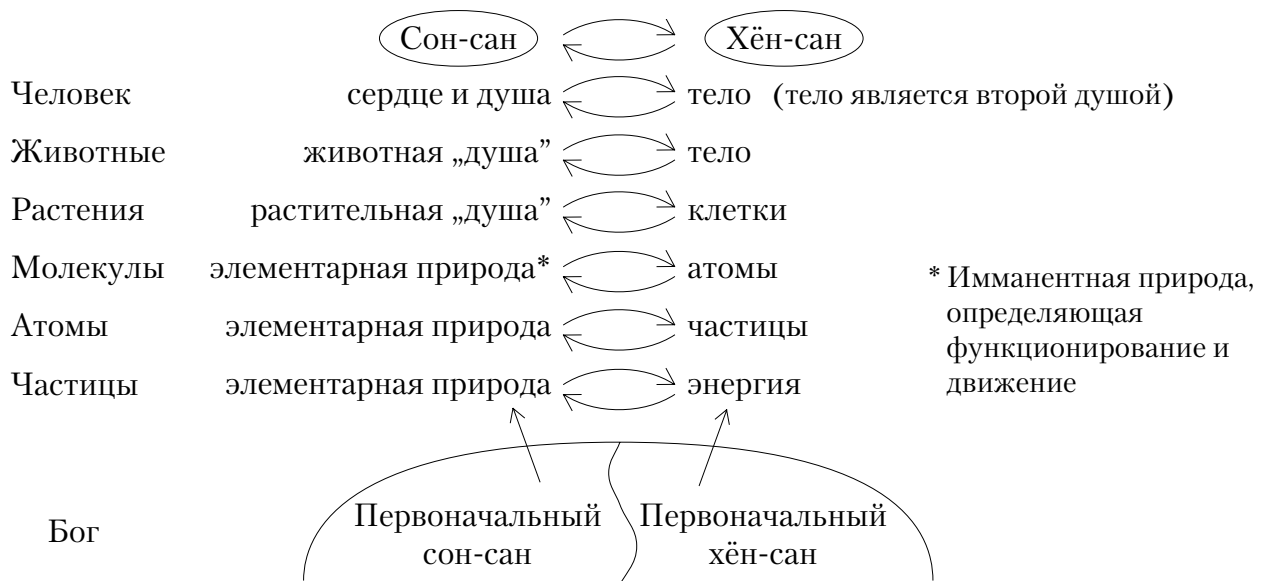 Сон-сан Хён-сан
Человек сердце и душа тело (тело является второй душой)
Животные животная „душа” тело
Растения растительная „душа” клетки
Молекулы элементарная природа* атомы
* Имманентная природа,
определяющая
функционирование и
движение
Атомы элементарная природа частицы
Частицы элементарная природа энергия
Бог
Первоначальный
сон-сан
Первоначальный
хён-сан